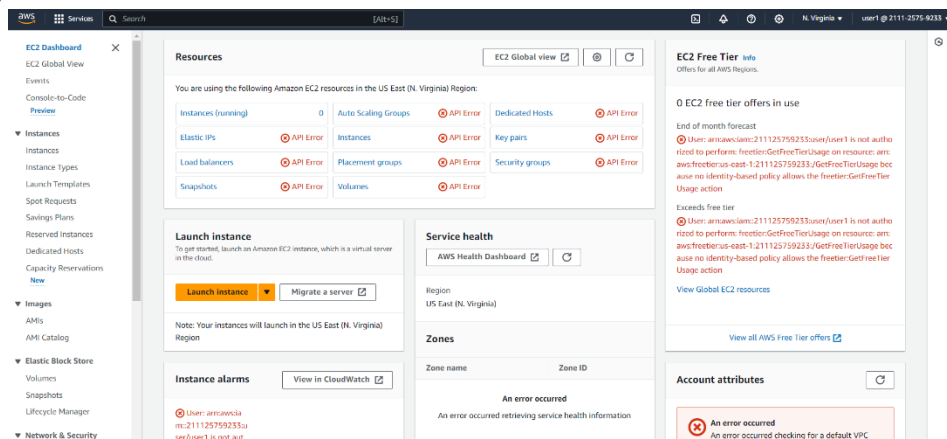 aws
Services
Search
[Alt+S]
N. Virginia
user1 @ 2111-2575-9233
EC2 Dashboard
EC2 Global View
Events
Console-to-Code
Preview
Instances
Instances
Instance Types
Launch Templates
Spot Requests
Savings Plans
Reserved Instances
Dedicated Hosts
Capacity Reservations
New
Images
AMIs
AMI Catalog
Elastic Block Store
Volumes
Snapshots
Lifecycle Manager
Network & Security
Resources
EC2 Global view
You are using the following Amazon EC2 resources in the US East (N. Virginia) Region:
Instances (running) 0 Auto Scaling Groups API Error Dedicated Hosts API Error
Elastic IPs API Error Instances API Error Key pairs API Error
Load balancers API Error Placement groups API Error Security groups API Error
Snapshots API Error Volumes API Error
Launch instance
To get started, launch an Amazon EC2 instance, which is a virtual server
in the cloud.
Launch instance
Migrate a server
Note: Your instances will launch in the US East (N. Virginia)
Region
Instance alarms
View in CloudWatch
User: arn:aws:ia
m::211125759233:u
ser/user1 is not aut
Service health
AWS Health Dashboard
Region
US East (N. Virginia)
Zones
Zone name Zone ID
An error occurred
An error occurred retrieving service health information
EC2 Free Tier Info
Offers for all AWS Regions.
0 EC2 free tier offers in use
End of month forecast
User: arn:aws:iam::211125759233:user/user1 is not autho
rized to perform: freetier:GetFreeTierUsage on resource: arn:
aws:freetier:us-east-1:211125759233:/GetFreeTierUsage bec
ause no identity-based policy allows the freetier:GetFreeTier
Usage action
Exceeds free tier
User: arn:aws:iam::211125759233:user/user1 is not autho
rized to perform: freetier:GetFreeTierUsage on resource: arn:
aws:freetier:us-east-1:211125759233:/GetFreeTierUsage bec
ause no identity-based policy allows the freetier:GetFreeTier
Usage action
View Global EC2 resources
View all AWS Free Tier offers
Account attributes
An error occurred
An error occurred checking for a default VPC